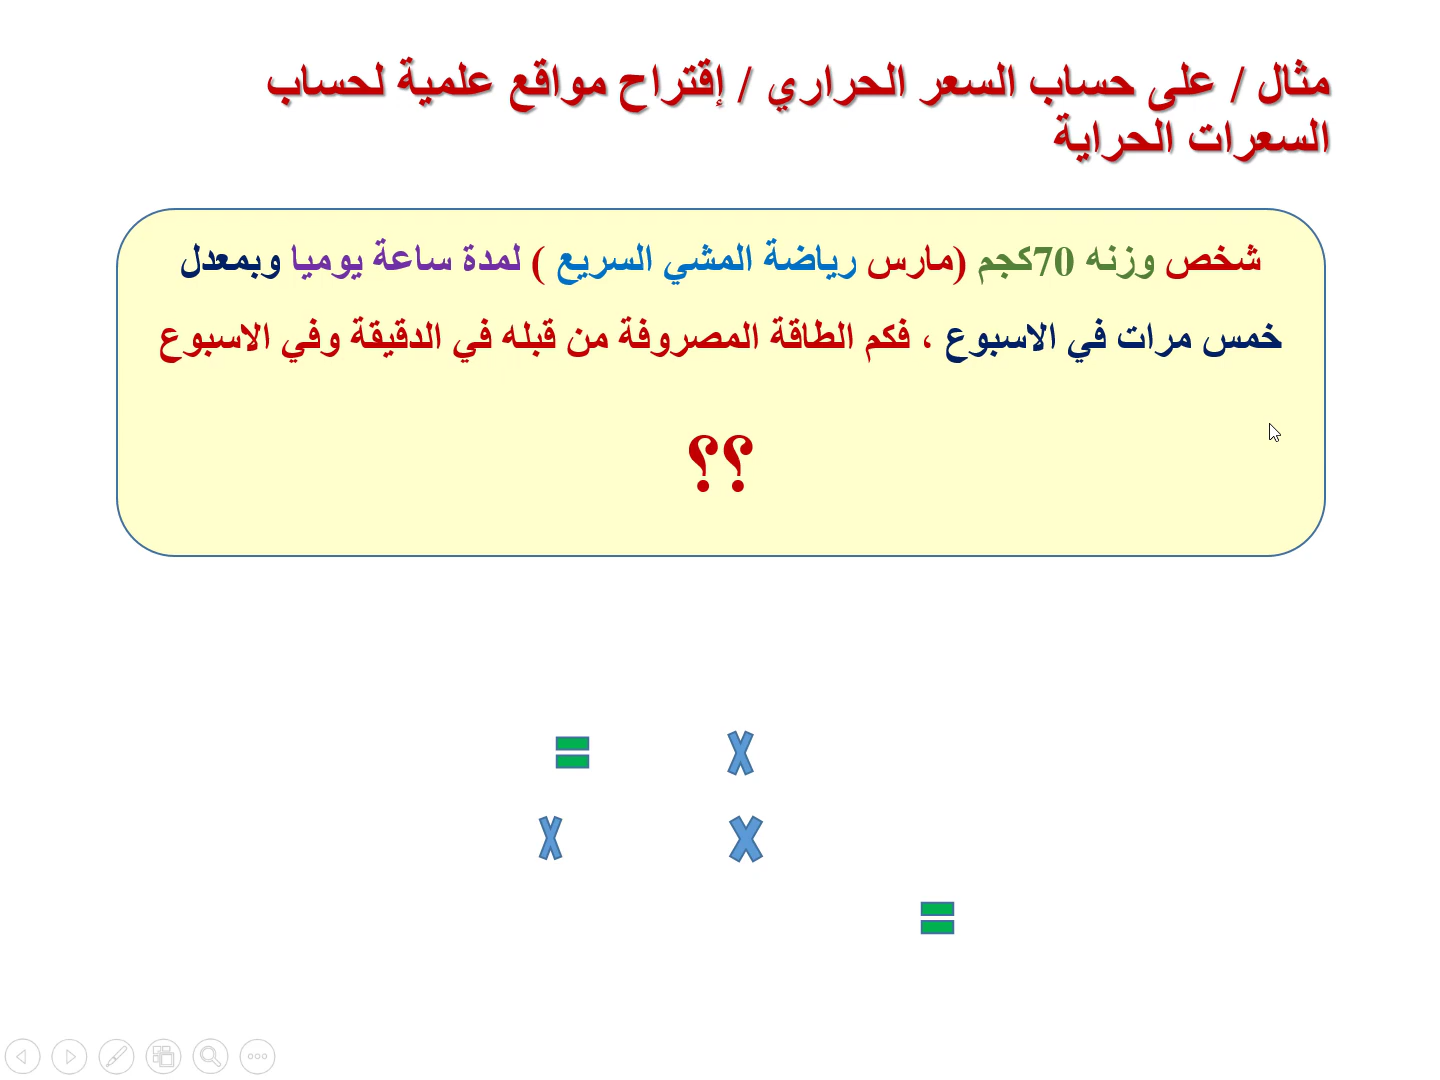 مثال / على حساب السعر الحراري / إقتراح مواقع علمية لحساب
السعرات الحراية
شخص وزنه 70كجم (مارس رياضة المشي السريع ) لمدة ساعة يوميا وبمعدل
خمس مرات في الاسبوع ، فكم الطاقة المصروفة من قبله في الدقيقة وفي الاسبوع
؟؟